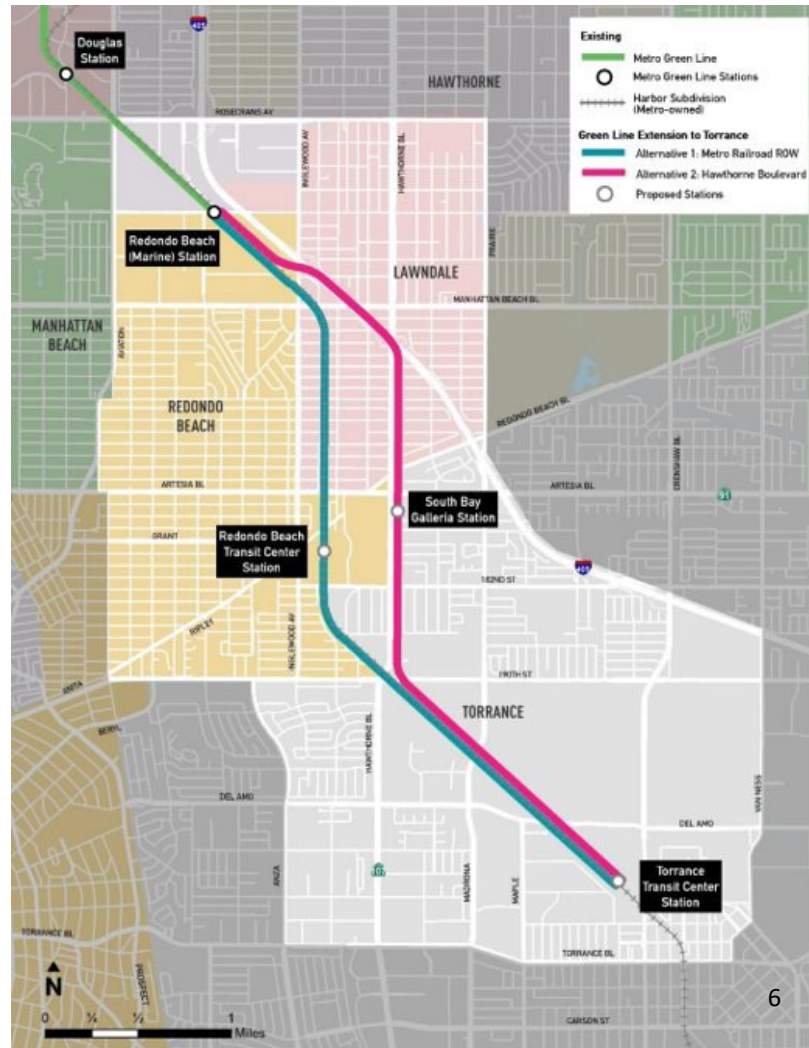 405
Douglas
Station
HAWTHORNE
ROSECRANS AV
INGLEWOOD AV
HAWTHORNE BL
PRAIRIE
Existing
Metro Green Line
Metro Green Line Stations
Harbor Subdivision
(Metro-owned)
Green Line Extension to Torrance
Alternative 1: Metro Railroad ROW
Alternative 2: Hawthorne Boulevard
Proposed Stations
Redondo Beach
(Marine) Station
LAWNDALE
MANHATTAN BEACH BL
MANHATTAN
BEACH
AVIATION
REDONDO
BEACH
REDONDO BEACH BL
CRENSHAW BL
ARTESIA BL
ARTESIA BL
91
South Bay
Galleria Station
GRANT
Redondo Beach
Transit Center
Station
405
182ND ST
RIPLEY
INGLEWOOD AV
190TH ST
ANITA
BERYL
TORRANCE
HAWTHORNE BL
DEL AMO
DEL AMO
VAN NESS
ANZA
107
MADRONA
MAPLE
Torrance
Transit Center
Station
TORRANCE BL
TORRANCE BL
PROSPECT
N
0 ¼ ½ 1
Miles
CARSON ST
6